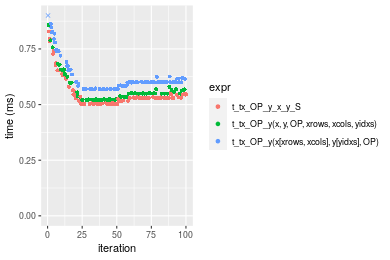 0.75
0.50
0.25
0.00
time (ms)
0
25
50
75
100
iteration
expr
t_tx_OP_y_x_y_S
t_tx_OP_y(x, y, OP, xrows, xcols, yidxs)
t_tx_OP_y(x[xrows, xcols], y[yidxs], OP)